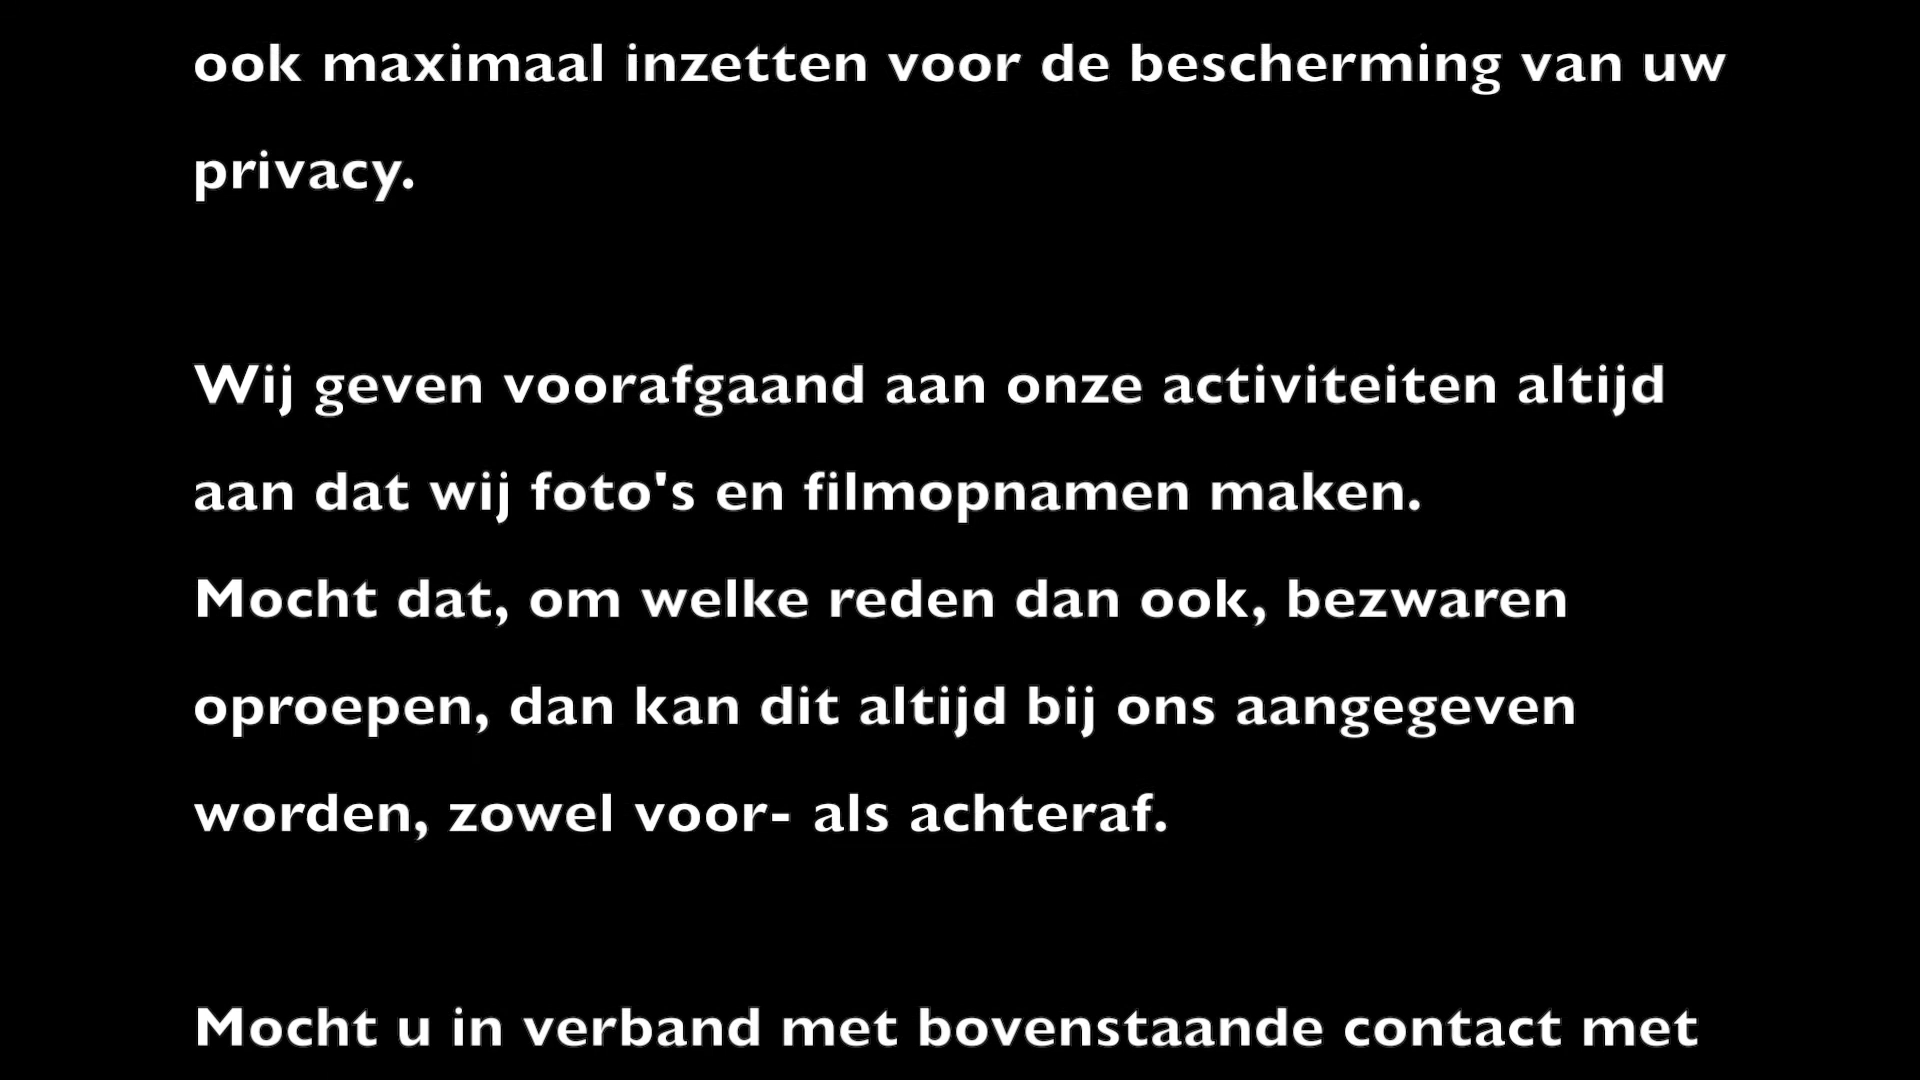 ook maximaal inzetten voor de bescherming van uw
privacy.
Wij geven voorafgaand aan onze activiteiten altijd
aan dat wij foto's en filmopnamen maken.
Mocht dat, om welke reden dan ook, bezwaren
oproepen, dan kan dit altijd bij ons aangegeven
worden, zowel voor- als achteraf.
Mocht u in verband met bovenstaande contact met